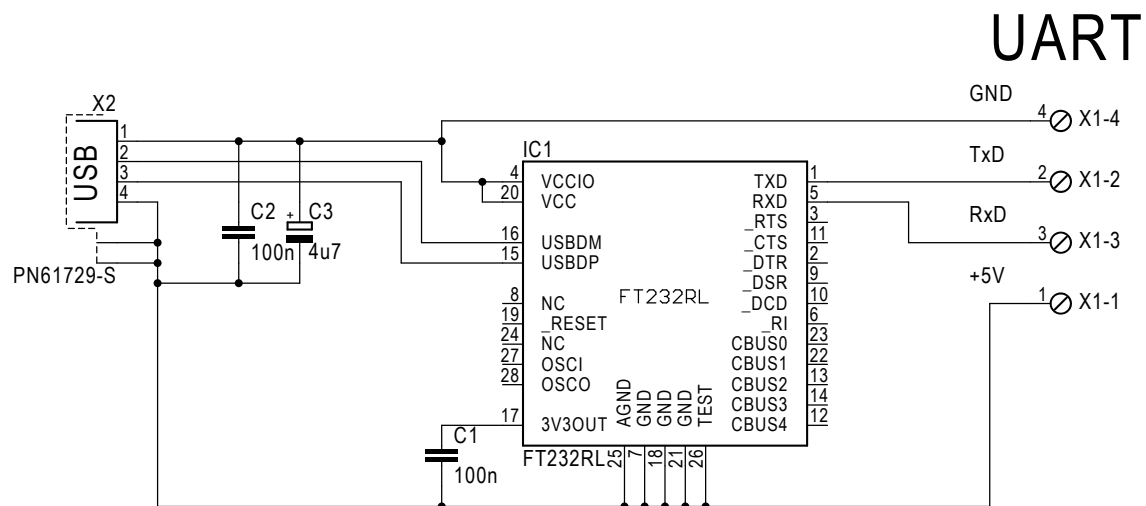 UART
GND
4 X1-4
X2
1
2
3
4
USB
PN61729-S
IC1
TxD
2 X1-2
RxD
3 X1-3
+5V
1 X1-1
C2
100n
+ C3
4u7
4 VCCIO
20 VCC
16 USBDM
15 USBDP
8 NC
19 _RESET
24 NC
27 OSCI
28 OSCO
17 3V3OUT
FT232RL
TXD 1
RXD 5
_RTS 3
_CTS 11
_DTR 2
_DSR 9
_DCD 10
_RI 6
CBUS0 23
CBUS1 22
CBUS2 13
CBUS3 14
CBUS4 12
AGND 25
GND 7
GND 18
GND 21
TEST 26
FT232RL
C1
100n